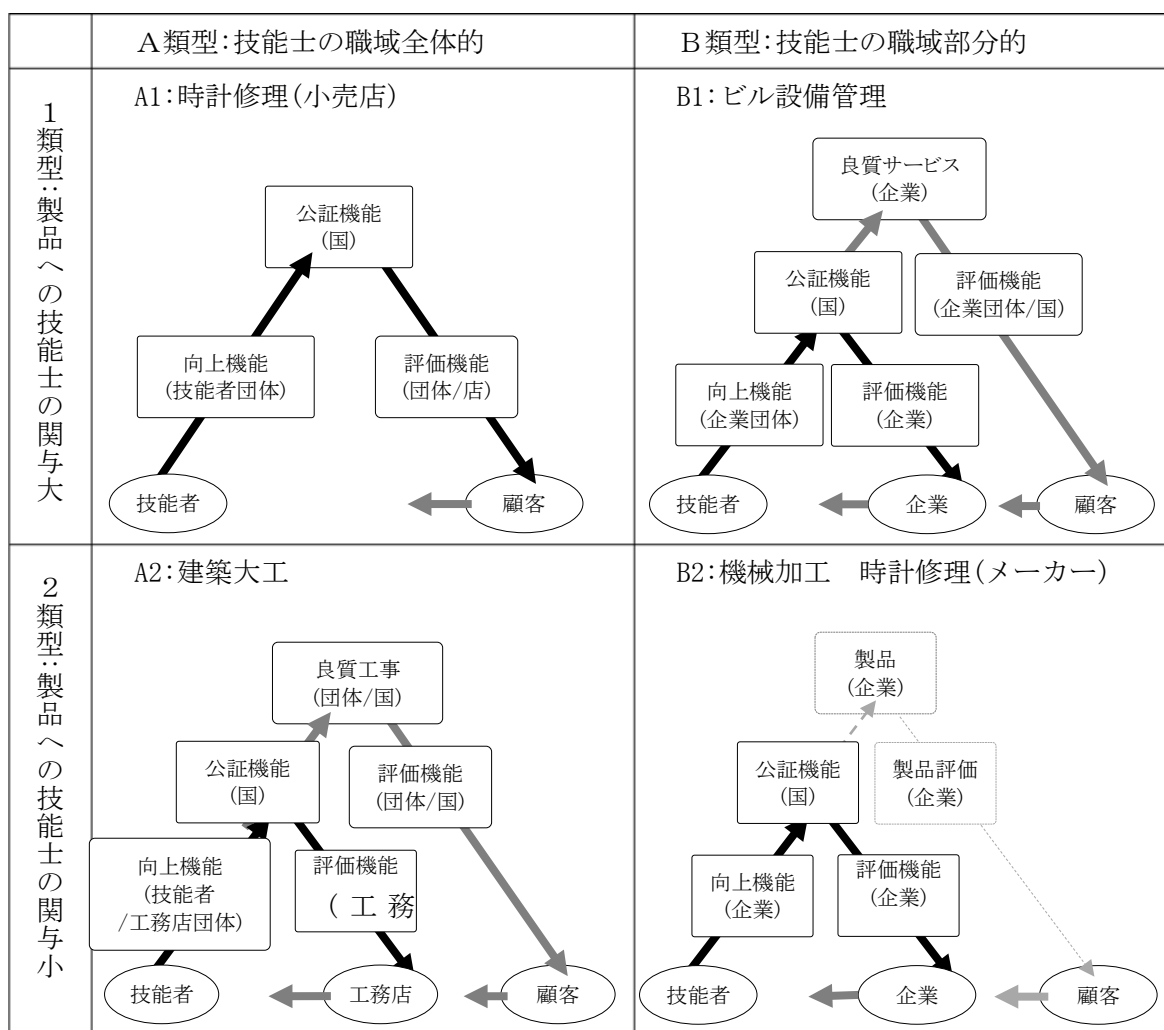 Ａ類型：技能士の職域全体的
Ｂ類型：技能士の職域部分的
１類型：製品への技能士の関与大
A1：時計修理（小売店）
公証機能
(国)
向上機能
(技能者団体)
評価機能
(団体/店)
技能者
顧客
B1：ビル設備管理
良質サービス
(企業)
公証機能
(国)
評価機能
(企業団体/国)
向上機能
(企業団体)
評価機能
(企業)
技能者
企業
顧客
２類型：製品への技能士の関与小
A2：建築大工
良質工事
(団体/国)
公証機能
(国)
評価機能
(団体/国)
向上機能
(技能者
/工務店団体)
評価機能
(工務
技能者
工務店
顧客
B2：機械加工　時計修理（メーカー）
製品
(企業)
公証機能
(国)
製品評価
(企業)
向上機能
(企業)
評価機能
(企業)
技能者
企業
顧客